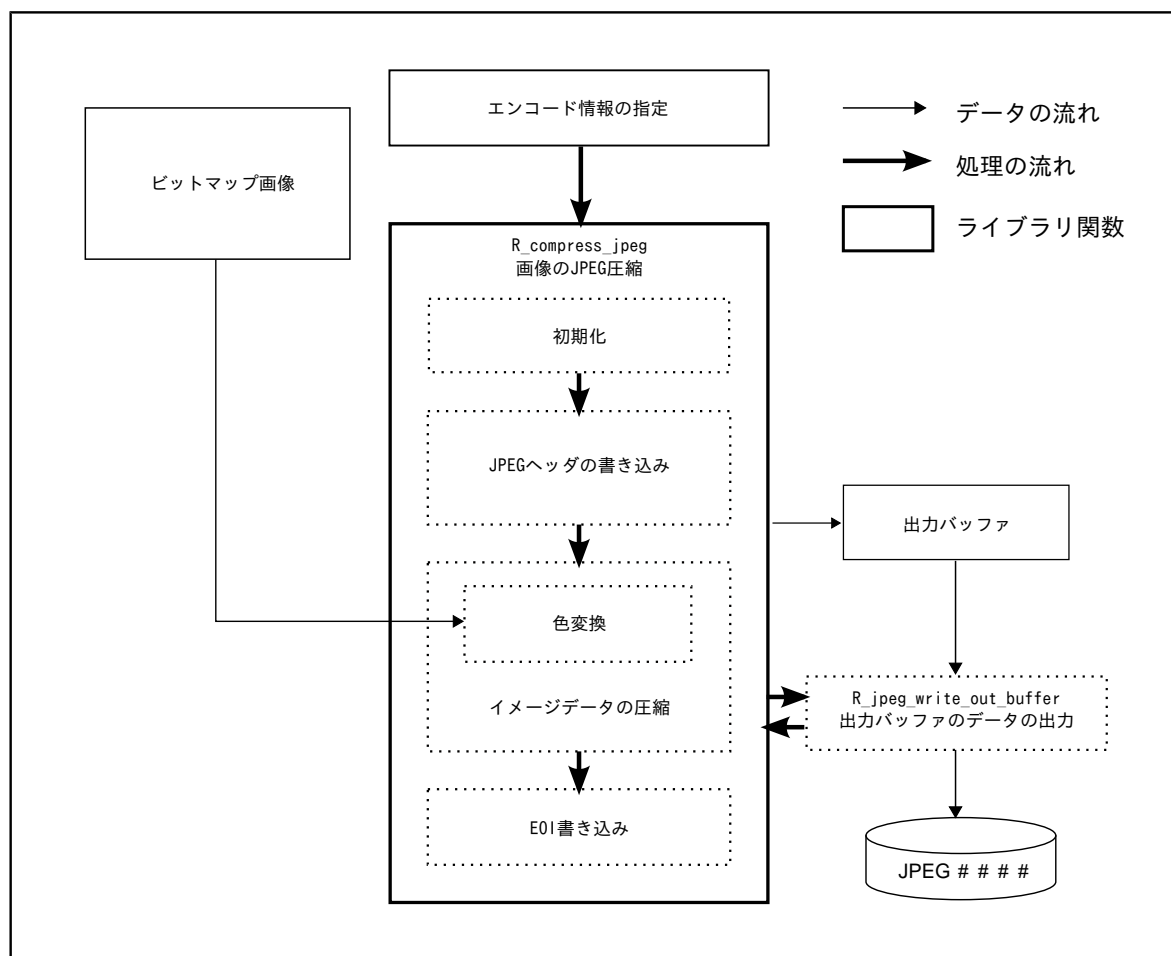 エンコード情報の指定
データの流れ
処理の流れ
ライブラリ関数
ビットマップ画像
R_compress_jpeg
画像のJPEG圧縮
初期化
JPEGヘッダの書き込み
出力バッファ
色変換
イメージデータの圧縮
R_jpeg_write_out_buffer
出力バッファのデータの出力
EOI書き込み
JPEG # # # #